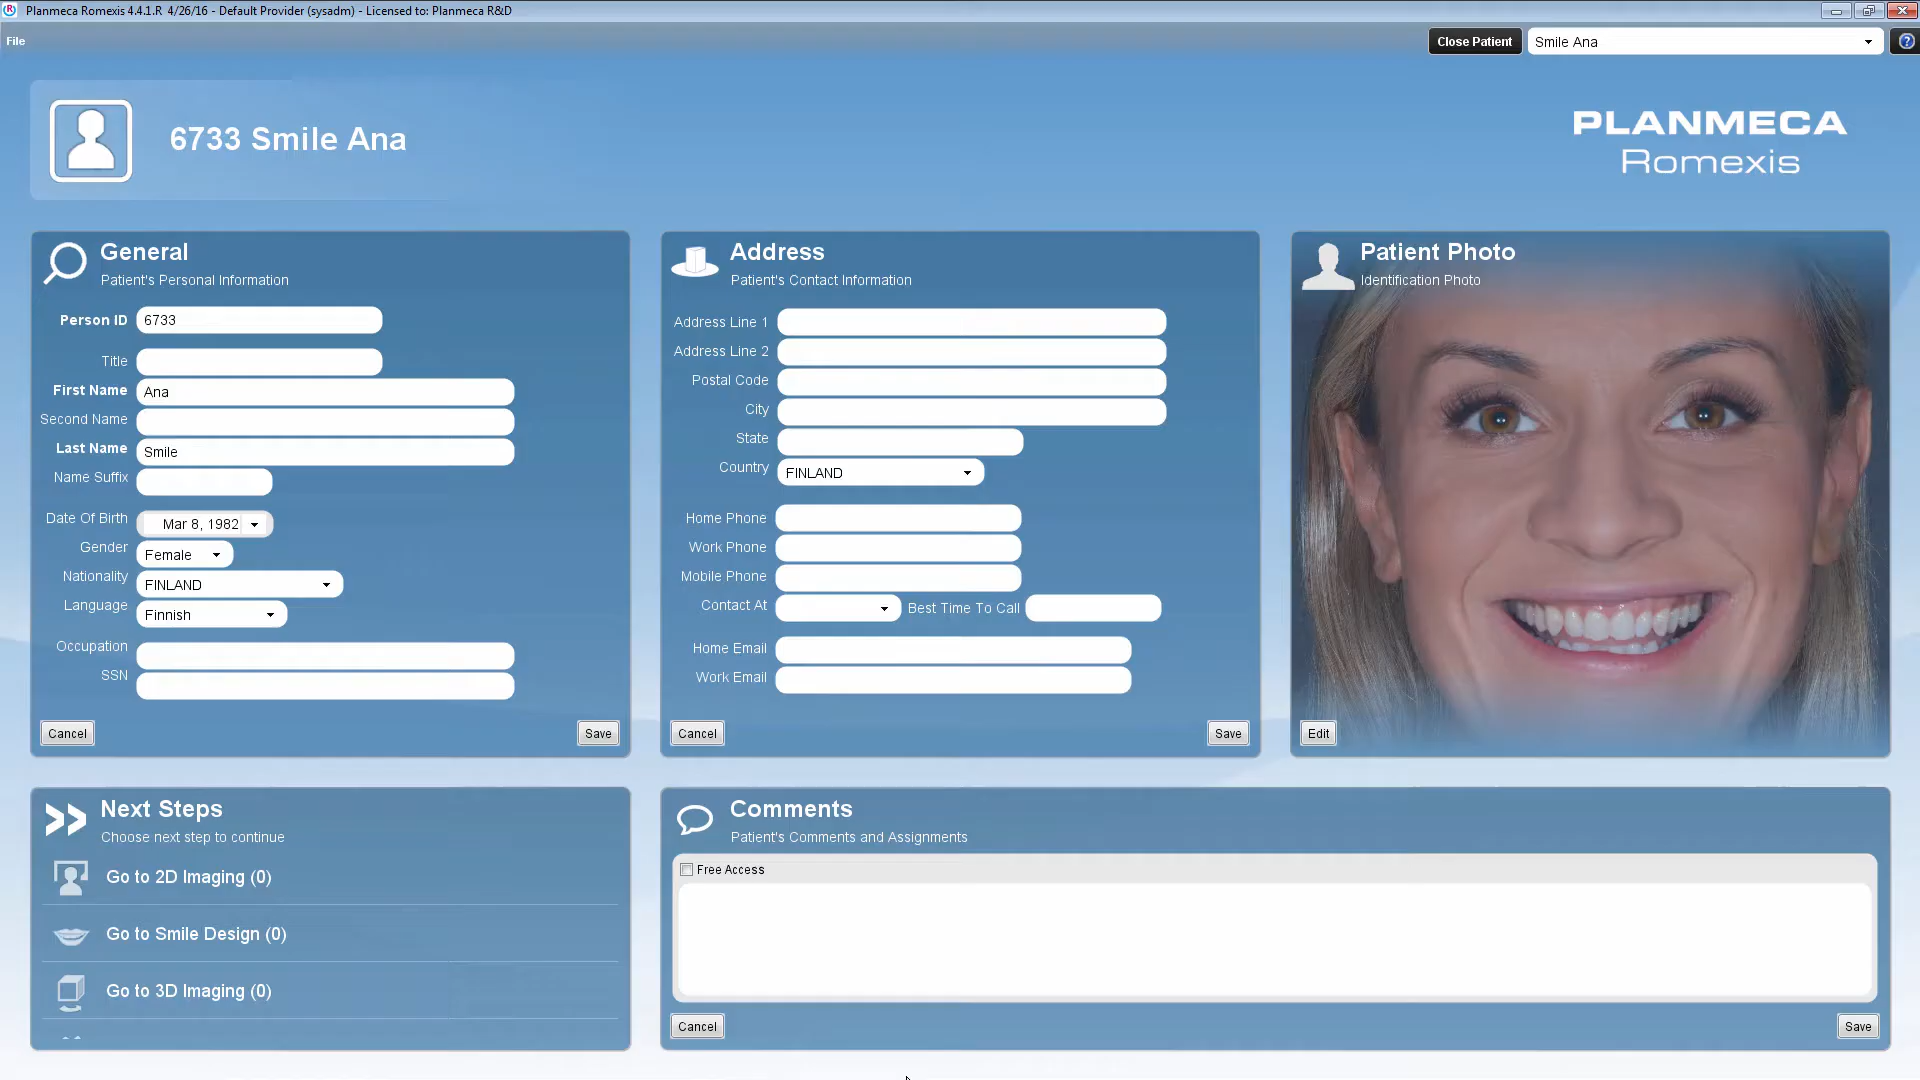 Planmeca Romexis 4.4.1.R 4/26/16 - Default Provider (sysadm) - Licensed to: Planmeca R&D
File
Close Patient
Smile Ana
6733 Smile Ana
PLANMECA
Romexis
General
Patient's Personal Information
Person ID 6733
Title
First Name Ana
Second Name
Last Name Smile
Name Suffix
Date Of Birth Mar 8, 1982
Gender Female
Nationality FINLAND
Language Finnish
Occupation
SSN
Cancel Save
Address
Patient's Contact Information
Address Line 1
Address Line 2
Postal Code
City
State
Country FINLAND
Home Phone
Work Phone
Mobile Phone
Contact At Best Time To Call
Home Email
Work Email
Cancel Save
Patient Photo
Identification Photo
Edit
Next Steps
Choose next step to continue
Go to 2D Imaging (0)
Go to Smile Design (0)
Go to 3D Imaging (0)
Comments
Patient's Comments and Assignments
Free Access
Cancel Save